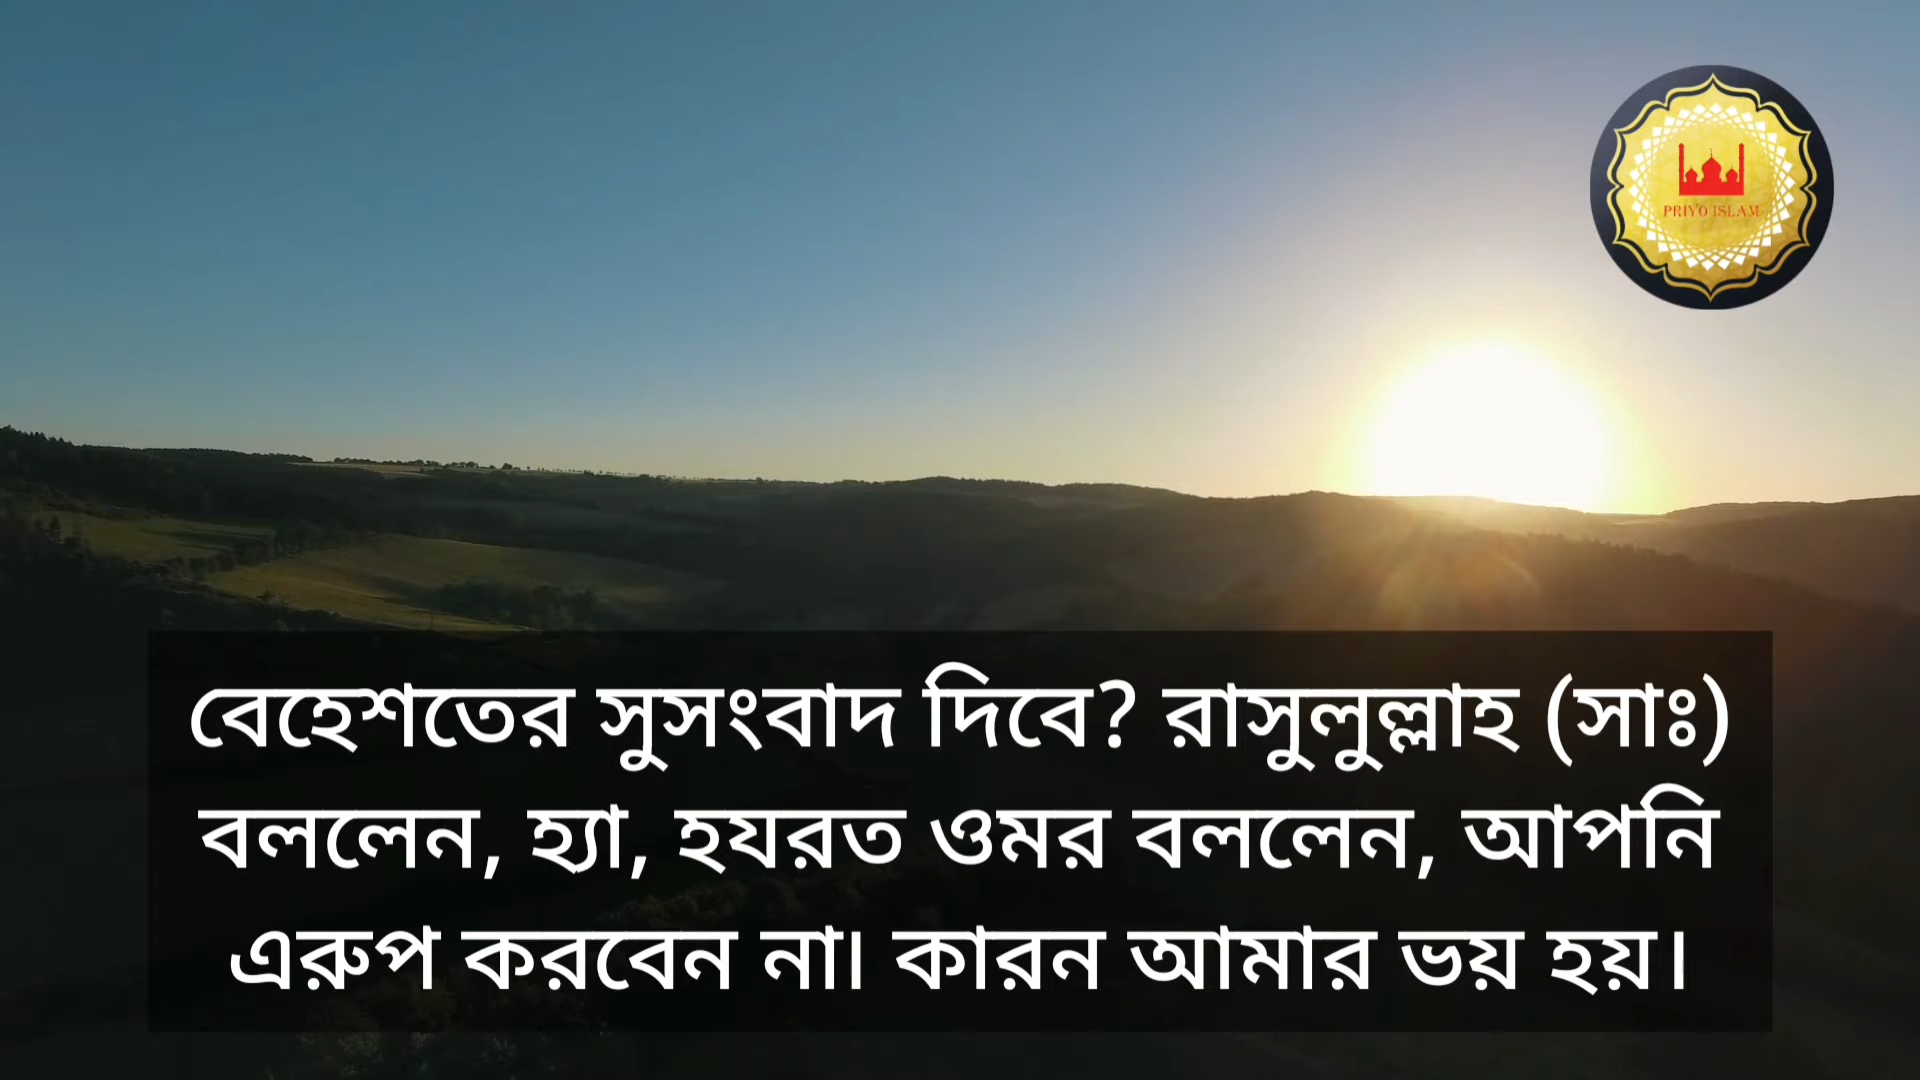 PRIYO ISLAM
বেহেশতের সুসংবাদ দিবে? রাসুলুল্লাহ (সাঃ)
বললেন, হ্যা, হযরত ওমর বললেন, আপনি
এরুপ করবেন না। কারন আমার ভয় হয়।